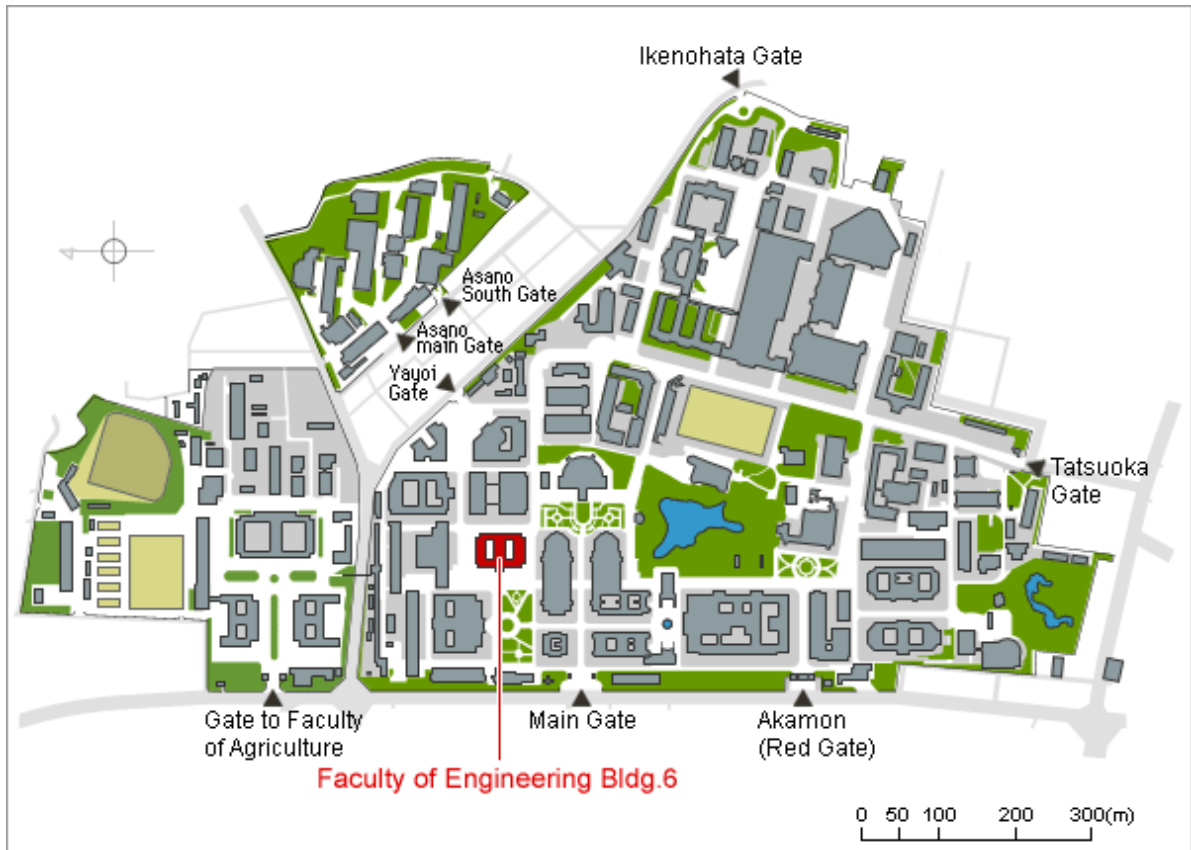 Ikenohata Gate
Asano
South Gate
Asano
main Gate
Yayoi
Gate
Tatsuoka
Gate
Gate to Faculty
of Agriculture
Main Gate
Akamon
(Red Gate)
Faculty of Engineering Bldg.6
0 50 100 200 300(m)